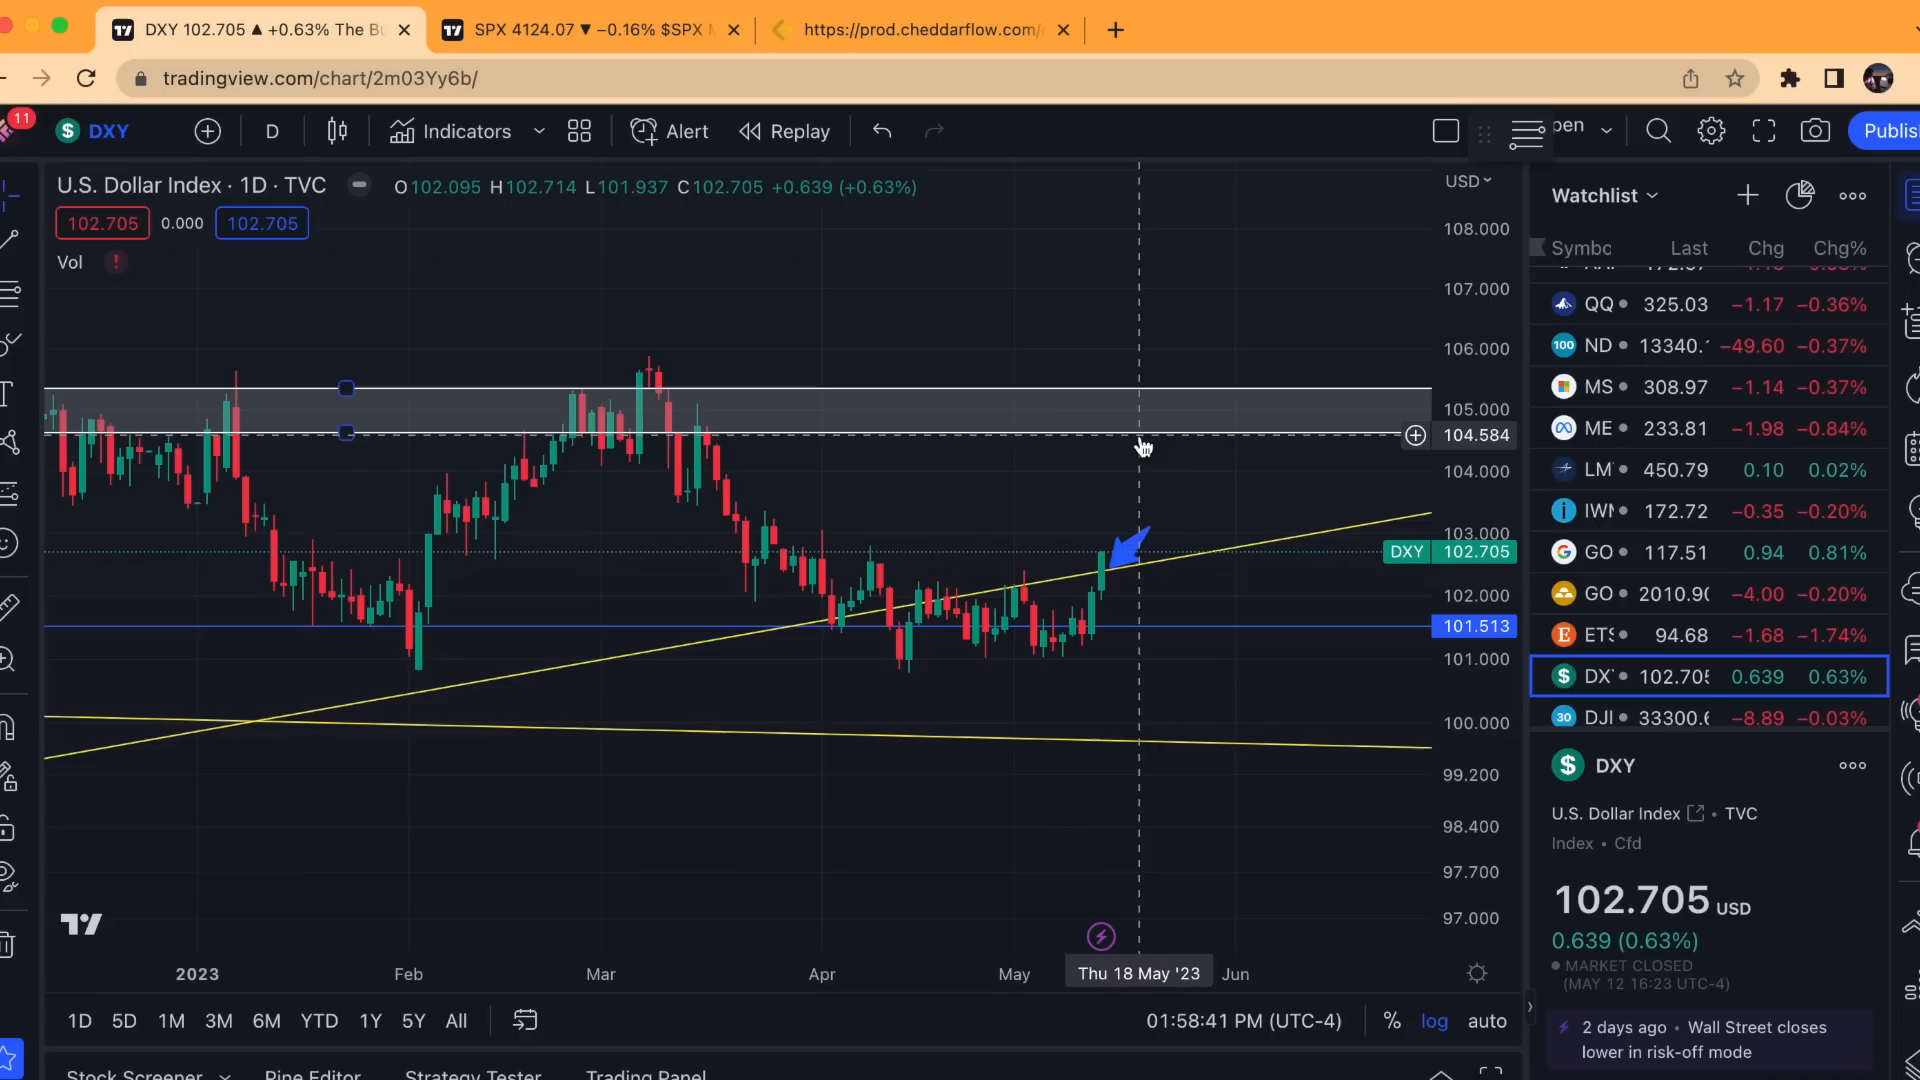 DXY 102.705 ▲ +0.63% The Bu
SPX 4124.07 ▼ −0.16% $SPX
https://prod.cheddarflow.com/
tradingview.com/chart/2m03Yy6b/
11
DXY
D
Indicators
Alert
Replay
pen
Publis
U.S. Dollar Index · 1D · TVC
O102.095 H102.714 L101.937 C102.705 +0.639 (+0.63%)
102.705
0.000
102.705
Vol
USD
108.000
107.000
106.000
105.000
104.584
104.000
103.000
DXY 102.705
102.000
101.513
101.000
100.000
99.200
98.400
97.700
97.000
2023
Feb
Mar
Apr
May
Thu 18 May '23
Jun
1D 5D 1M 3M 6M YTD 1Y 5Y All
01:58:41 PM (UTC-4)
%
log
auto
Stock Screener
Pine Editor
Strategy Tester
Trading Panel
Watchlist
Symbo Last Chg Chg%
QQ 325.03 −1.17 −0.36%
100 ND 13340. −49.60 −0.37%
MS 308.97 −1.14 −0.37%
ME 233.81 −1.98 −0.84%
LM 450.79 0.10 0.02%
IWM 172.72 −0.35 −0.20%
GO 117.51 0.94 0.81%
GO 2010.90 −4.00 −0.20%
ETS 94.68 −1.68 −1.74%
DX 102.705 0.639 0.63%
30 DJI 33300.6 −8.89 −0.03%
DXY
U.S. Dollar Index • TVC
Index • Cfd
102.705 USD
0.639 (0.63%)
MARKET CLOSED
(MAY 12 16:23 UTC-4)
2 days ago • Wall Street closes
lower in risk-off mode